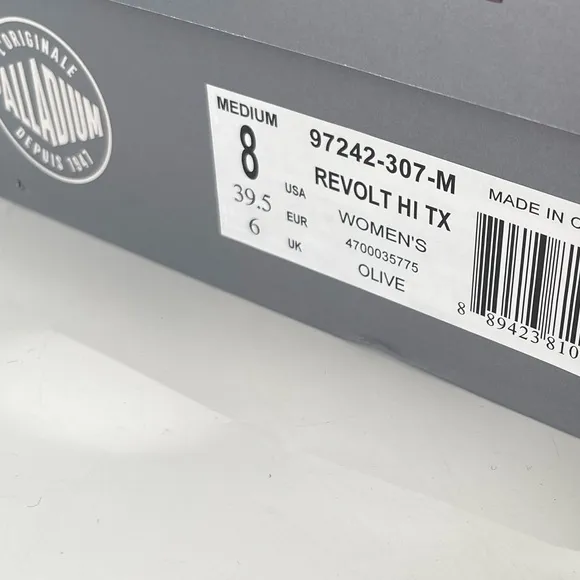 L'ORIGINALE
PALLADIUM
DEPUIS 1947
MEDIUM
8 USA
39.5 EUR
6 UK
97242-307-M
REVOLT HI TX
WOMEN'S
4700035775
OLIVE
MADE IN C
8 89423 810